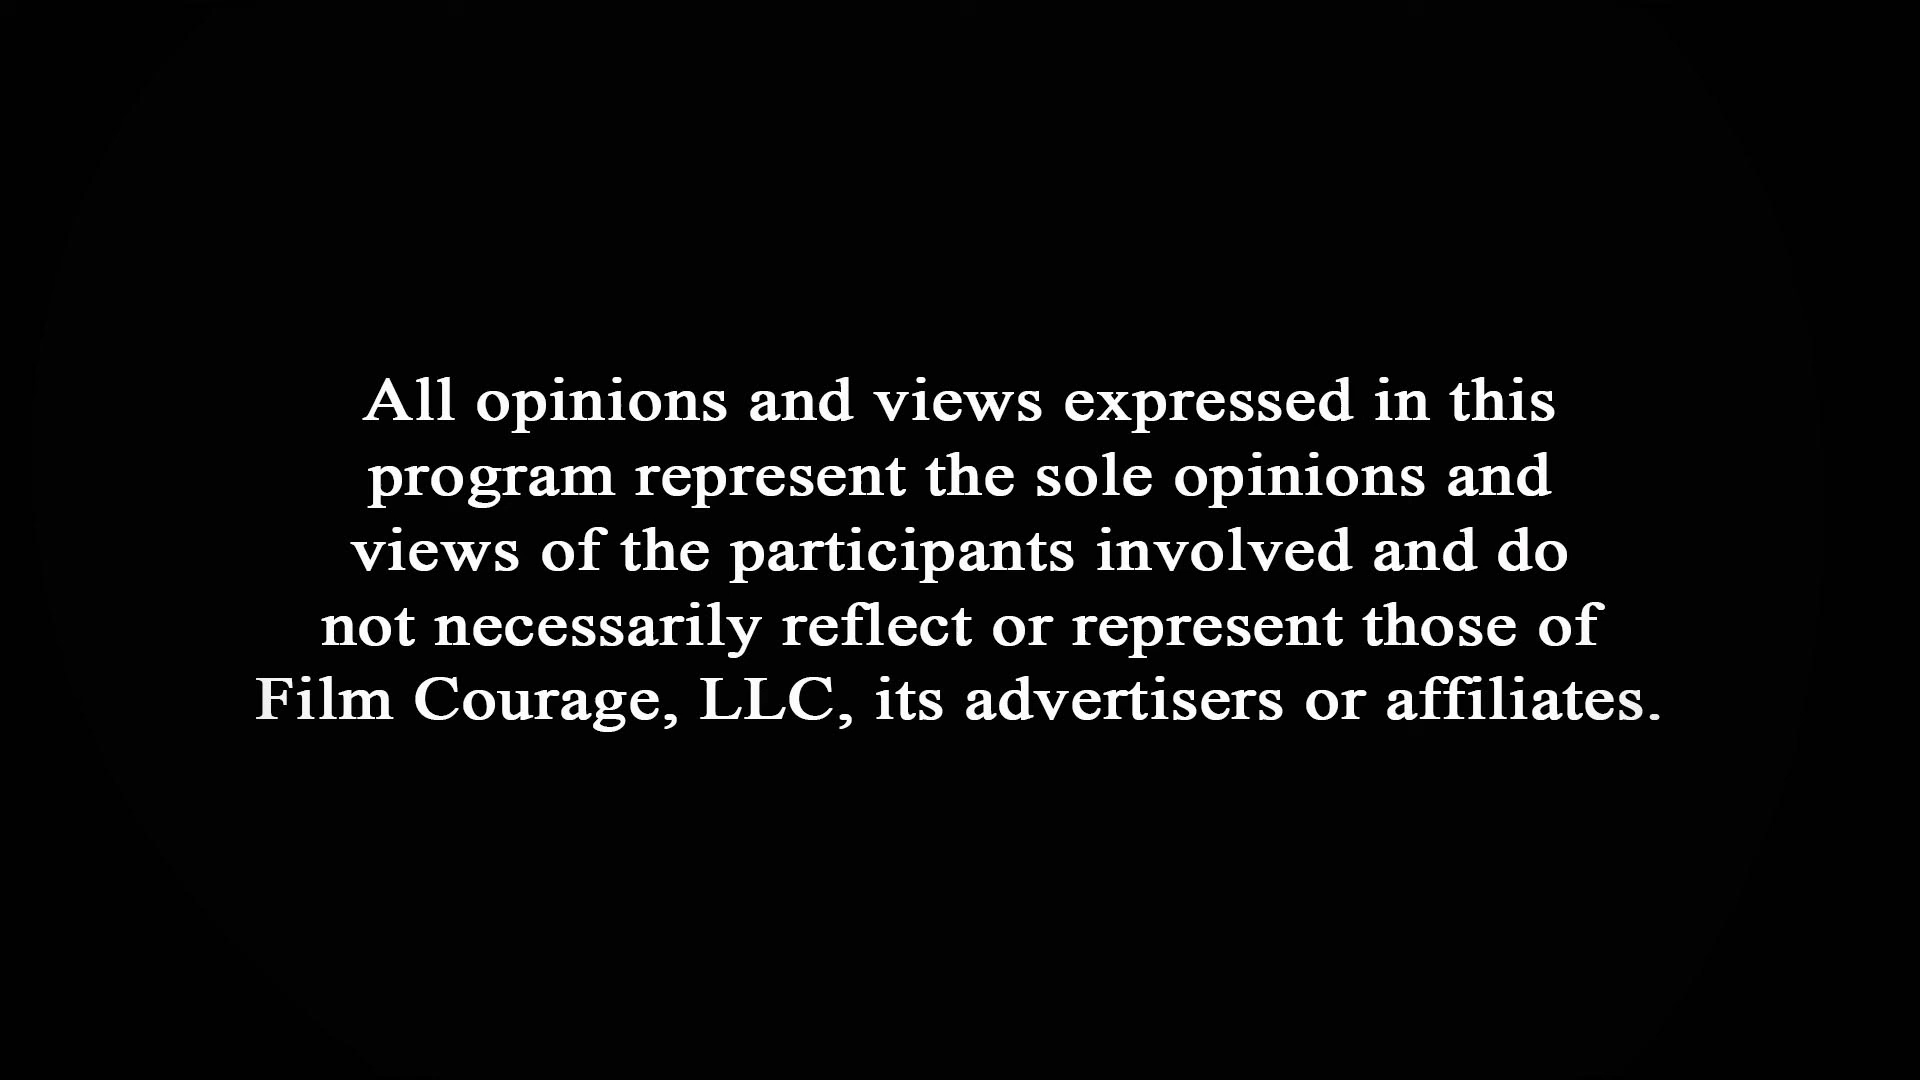 All opinions and views expressed in this
program represent the sole opinions and
views of the participants involved and do
not necessarily reflect or represent those of
Film Courage, LLC, its advertisers or affiliates.